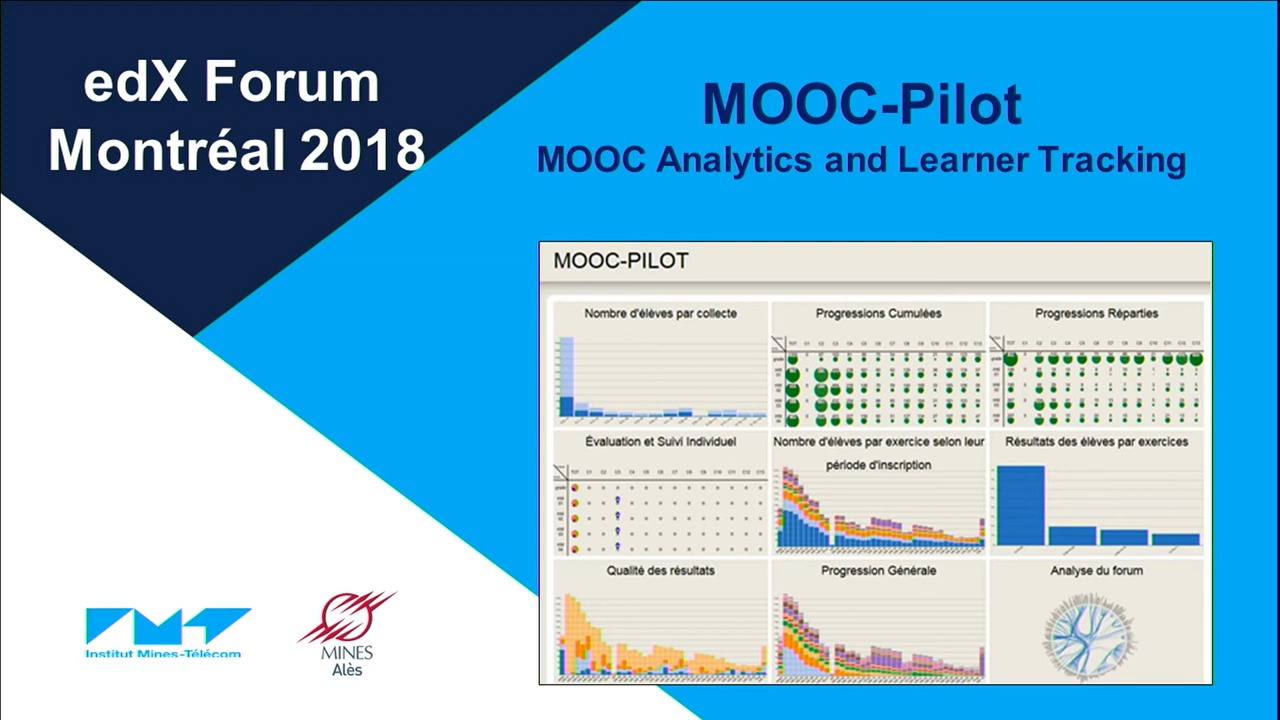 edX Forum
Montréal 2018
MOOC-Pilot
MOOC Analytics and Learner Tracking
MOOC-PILOT
Nombre d'élèves par collecte
Progressions Cumulées
Progressions Réparties
Évaluation et Suivi Individuel
Nombre d'élèves par exercice selon leur
période d'inscription
Résultats des élèves par exercices
Qualité des résultats
Progression Générale
Analyse du forum
Institut Mines-Télécom
MINES
Alès